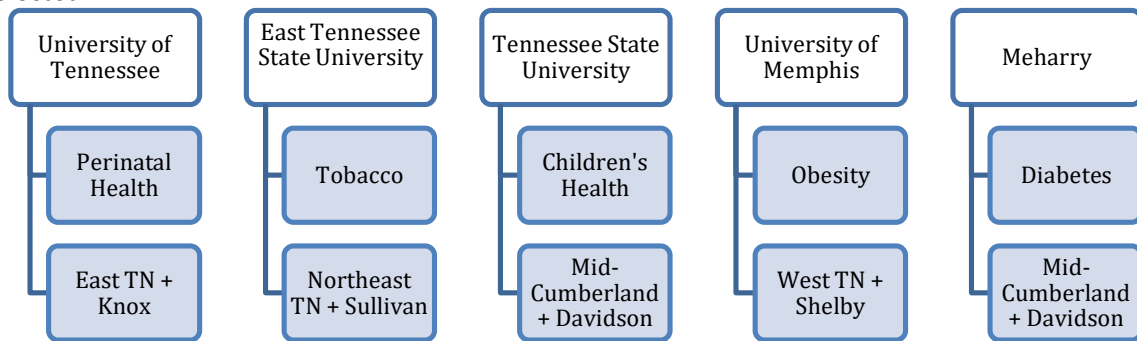 University of
Tennessee
Perinatal
Health
East TN +
Knox
East Tennessee
State University
Tobacco
Northeast
TN + Sullivan
Tennessee State
University
Children's
Health
Mid-
Cumberland
+ Davidson
University of
Memphis
Obesity
West TN +
Shelby
Meharry
Diabetes
Mid-
Cumberland
+ Davidson